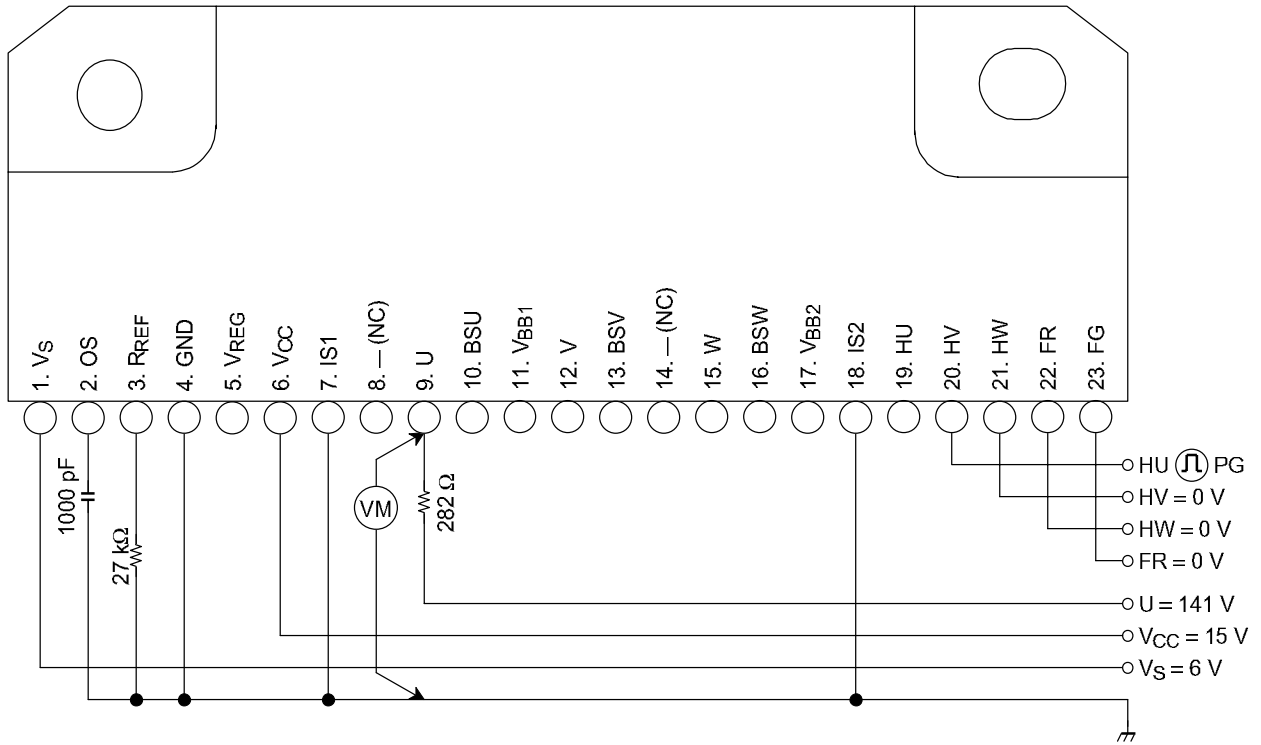 1. VS
2. OS
3. RREF
4. GND
5. VREG
6. VCC
7. IS1
8. — (NC)
9. U
10. BSU
11. VBB1
12. V
13. BSV
14. — (NC)
15. W
16. BSW
17. VBB2
18. IS2
19. HU
20. HV
21. HW
22. FR
23. FG
1000 pF
27 kΩ
VM
282 Ω
HU PG
HV = 0 V
HW = 0 V
FR = 0 V
U = 141 V
VCC = 15 V
VS = 6 V